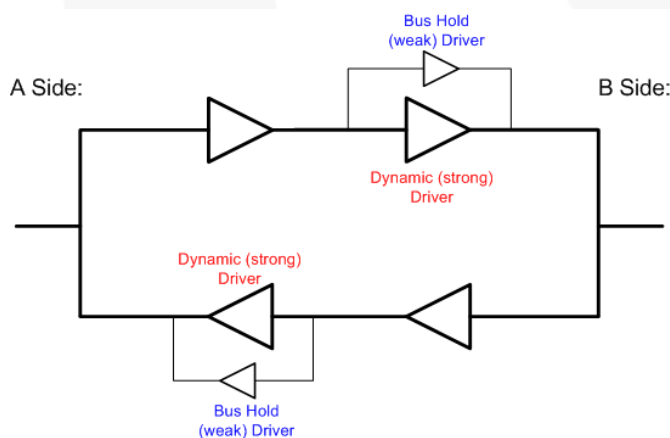 Bus Hold
(weak) Driver
A Side:
B Side:
Dynamic (strong)
Driver
Dynamic (strong)
Driver
Bus Hold
(weak) Driver